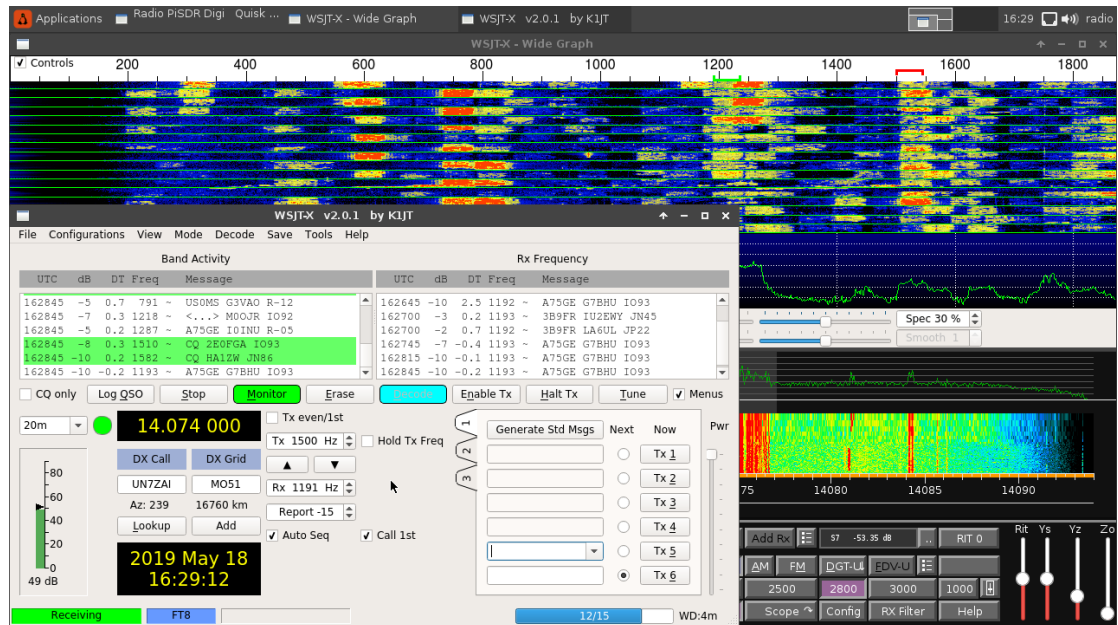 Applications Radio PiSDR Digi Quisk ... WSJT-X - Wide Graph WSJT-X v2.0.1 by K1JT 16:29 radio
WSJT-X - Wide Graph
Controls 200 400 600 800 1000 1200 1400 1600 1800
WSJT-X v2.0.1 by K1JT
File Configurations View Mode Decode Save Tools Help
Band Activity Rx Frequency
UTC dB DT Freq Message UTC dB DT Freq Message
162845 -5 0.7 791 ~ US0MS G3VAO R-12 162645 -10 2.5 1192 ~ A75GE G7BHU IO93
162845 -7 0.3 1218 ~ <...> M0OJR IO92 162700 -3 0.2 1193 ~ 3B9FR IU2EWY JN45
162845 -5 0.2 1287 ~ A75GE I0INU R-05 162700 -2 0.7 1192 ~ 3B9FR LA6UL JP22
162845 -8 0.3 1510 ~ CQ 2E0FGA IO93 162745 -7 -0.4 1193 ~ A75GE G7BHU IO93
162845 -10 0.2 1582 ~ CQ HA1ZW JN86 162815 -10 -0.1 1193 ~ A75GE G7BHU IO93
162845 -10 -0.2 1193 ~ A75GE G7BHU IO93 162845 -10 -0.2 1193 ~ A75GE G7BHU IO93
Spec 30 %
Smooth 1
CQ only Log QSO Stop Monitor Erase Decode Enable Tx Halt Tx Tune Menus
20m 14.074 000 Tx even/1st
Tx 1500 Hz Hold Tx Freq
DX Call DX Grid
UN7ZAI MO51 Rx 1191 Hz
Az: 239 16760 km Report -15
Lookup Add Auto Seq Call 1st
2019 May 18
16:29:12
-80
-60
-40
-20
0
49 dB
1
2
3
Generate Std Msgs Next Now Pwr
Tx 1
Tx 2
Tx 3
Tx 4
Tx 5
Tx 6
Receiving FT8 12/15 WD:4m
75 14080 14085 14090
Add Rx S7 -53.35 dB .. RIT 0 Rit Ys Yz Zo
AM FM DGT-U FDV-U
2500 2800 3000 1000
Scope Config RX Filter Help